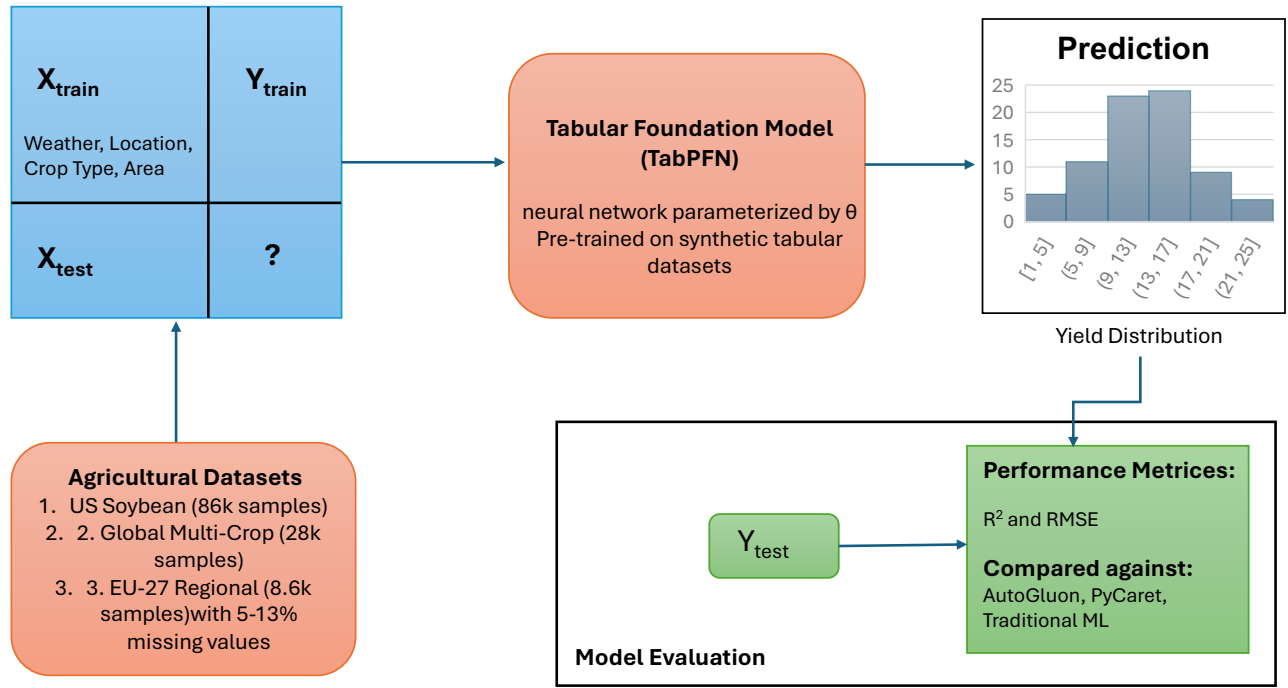 X_train
Y_train
Weather, Location,
Crop Type, Area
X_test
?
Tabular Foundation Model
(TabPFN)
neural network parameterized by θ
Pre-trained on synthetic tabular
datasets
Prediction
25
20
15
10
5
0
[1, 5]
(5, 9]
(9, 13]
(13, 17]
(17, 21]
(21, 25]
Yield Distribution
Agricultural Datasets
1. US Soybean (86k samples)
2. 2. Global Multi-Crop (28k
samples)
3. 3. EU-27 Regional (8.6k
samples)with 5-13%
missing values
Y_test
Performance Metrices:
R² and RMSE
Compared against:
AutoGluon, PyCaret,
Traditional ML
Model Evaluation